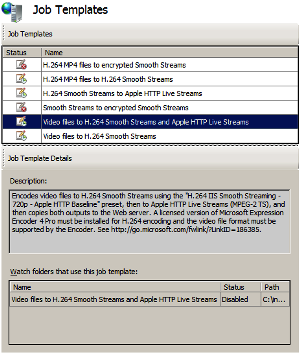 Job Templates
Job Templates
Status Name
H.264 MP4 files to encrypted Smooth Streams
H.264 MP4 files to H.264 Smooth Streams
H.264 Smooth Streams to Apple HTTP Live Streams
Smooth Streams to encrypted Smooth Streams
Video files to H.264 Smooth Streams and Apple HTTP Live Streams
Video files to H.264 Smooth Streams
Job Template Details
Description:
Encodes video files to H.264 Smooth Streams using the "H.264 IIS Smooth Streaming -
720p - Apple HTTP Baseline" preset, then to Apple HTTP Live Streams (MPEG-2 TS), and
then copies both outputs to the Web server. A licensed version of Microsoft Expression
Encoder 4 Pro must be installed for H.264 encoding and the video file format must be
supported by the Encoder. See http://go.microsoft.com/fwlink/?LinkID=186385.
Watch folders that use this job template:
Name Status Path
Video files to H.264 Smooth Streams and Apple HTTP Live Streams Disabled C:\in...